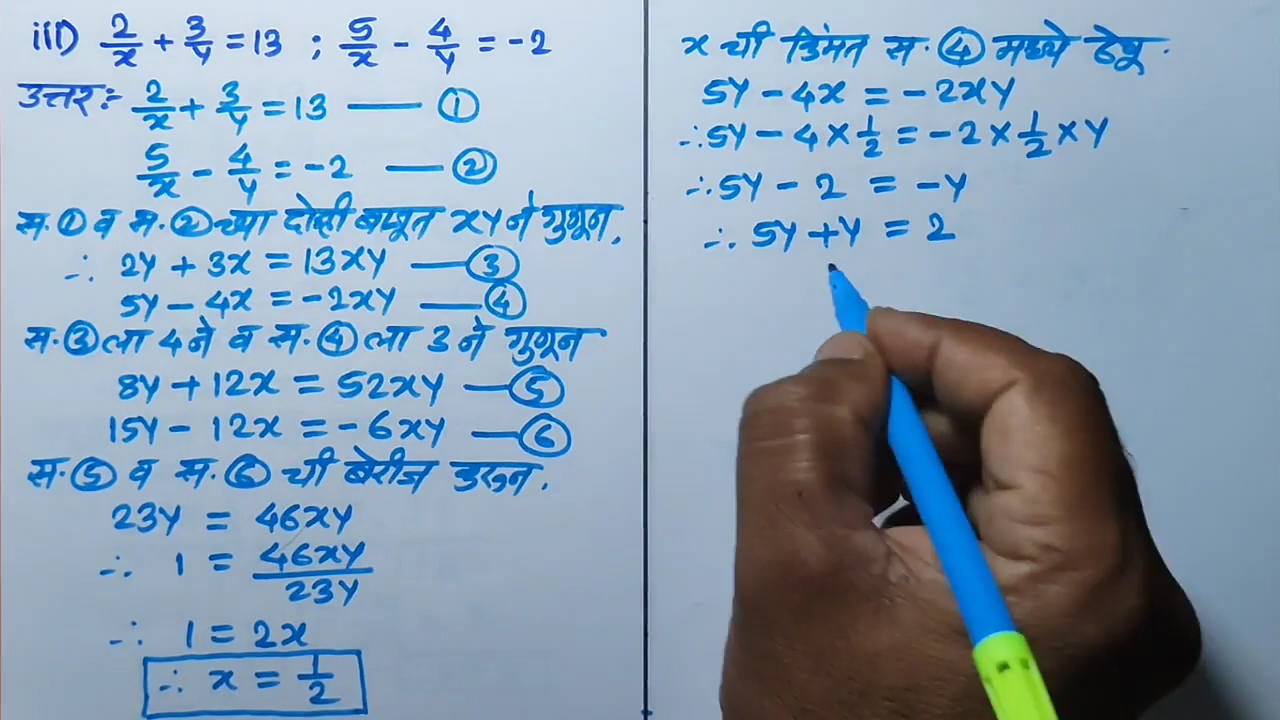 iii) 2/x + 3/y = 13 ; 5/x - 4/y = -2
उत्तरः- 2/x + 3/y = 13 —— ①
5/x - 4/y = -2 —— ②
स.① व स.② च्या दोन्ही बाजूंत xy ने गुणून.
∴ 2y + 3x = 13xy —— ③
5y - 4x = -2xy —— ④
स.③ला 4 ने व स.④ ला 3 ने गुणून
8y + 12x = 52xy —— ⑤
15y - 12x = -6xy —— ⑥
स.⑤ व स.⑥ ची बेरीज करून.
23y = 46xy
∴ 1 = 46xy/23y
∴ 1 = 2x
∴ x = 1/2
x ची किंमत स.④ मध्ये ठेवू.
5y - 4x = -2xy
∴ 5y - 4 × 1/2 = -2 × 1/2 × y
∴ 5y - 2 = -y
∴ 5y + y = 2